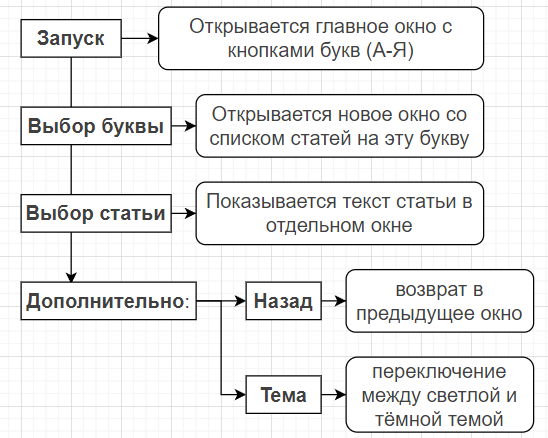 Запуск
Открывается главное окно с
кнопками букв (А-Я)
Выбор буквы
Открывается новое окно со
списком статей на эту букву
Выбор статьи
Показывается текст статьи в
отдельном окне
Дополнительно:
Назад
возврат в
предыдущее окно
Тема
переключение
между светлой и
тёмной темой